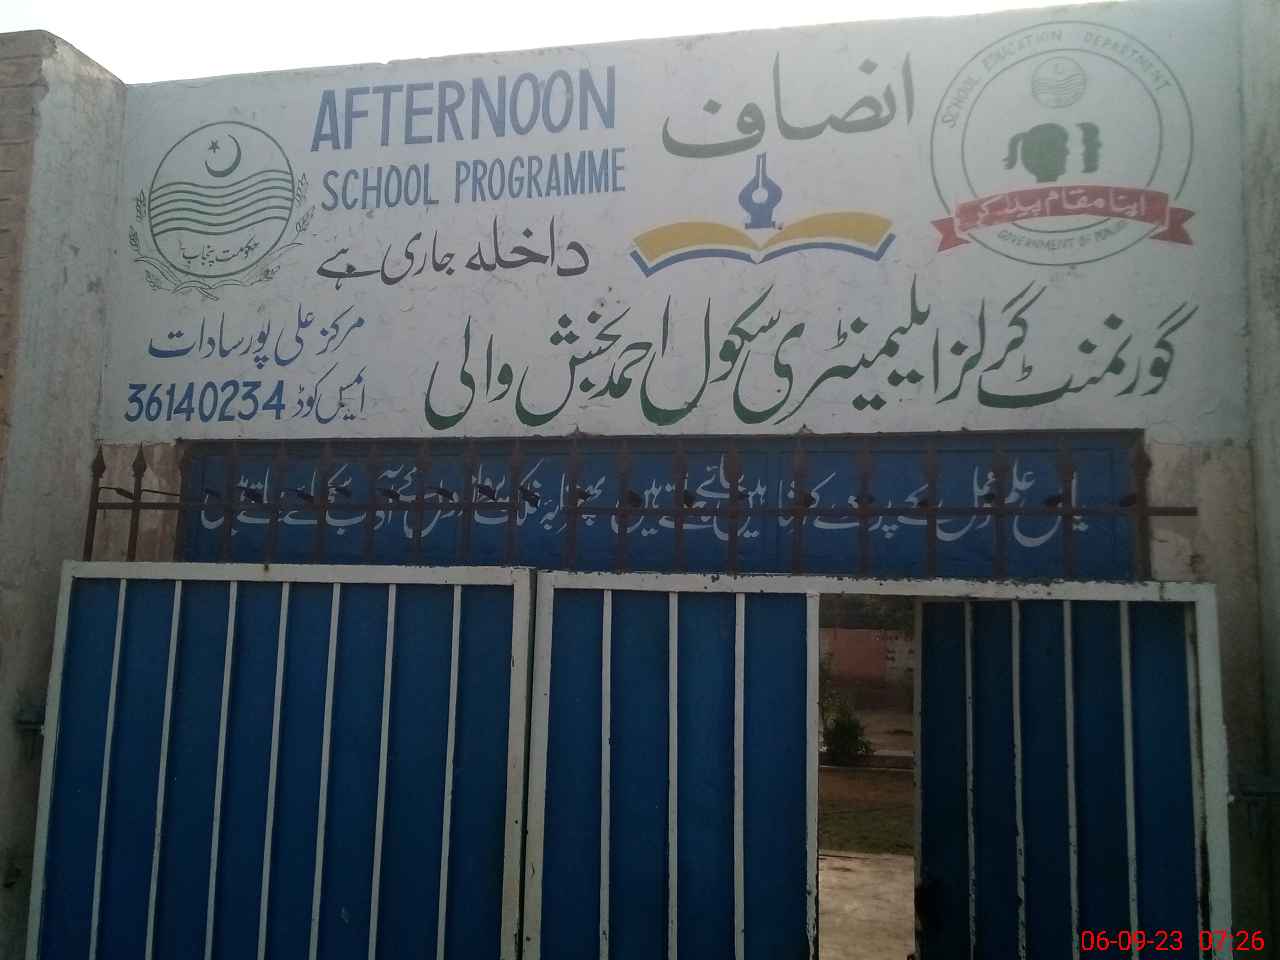 AFTERNOON
SCHOOL PROGRAMME
انصاف
داخلہ جاری ہے
حکومت پنجاب
SCHOOL EDUCATION DEPARTMENT
اپنا مقام پیدا کر
GOVERNMENT OF PUNJAB
گورنمنٹ گرلز ایلیمنٹری سکول احمد بخش والی
مرکز علی پور سادات
ایمس کوڈ 36140234
06-09-23 07:26